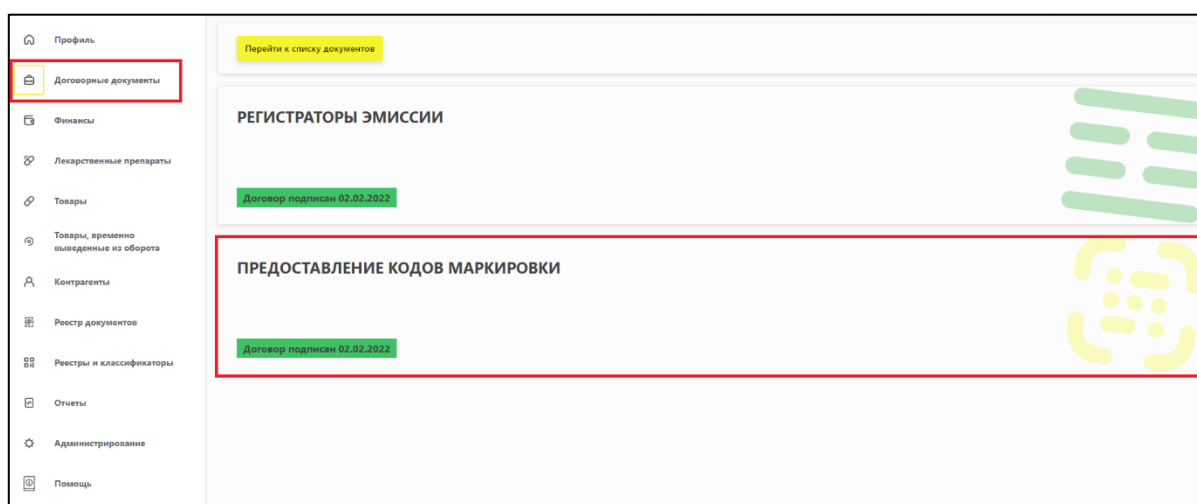 Профиль
Договорные документы
Финансы
Лекарственные препараты
Товары
Товары, временно
выведенные из оборота
Контрагенты
Реестр документов
Реестры и классификаторы
Отчеты
Администрирование
Помощь
Перейти к списку документов
РЕГИСТРАТОРЫ ЭМИССИИ
Договор подписан 02.02.2022
ПРЕДОСТАВЛЕНИЕ КОДОВ МАРКИРОВКИ
Договор подписан 02.02.2022